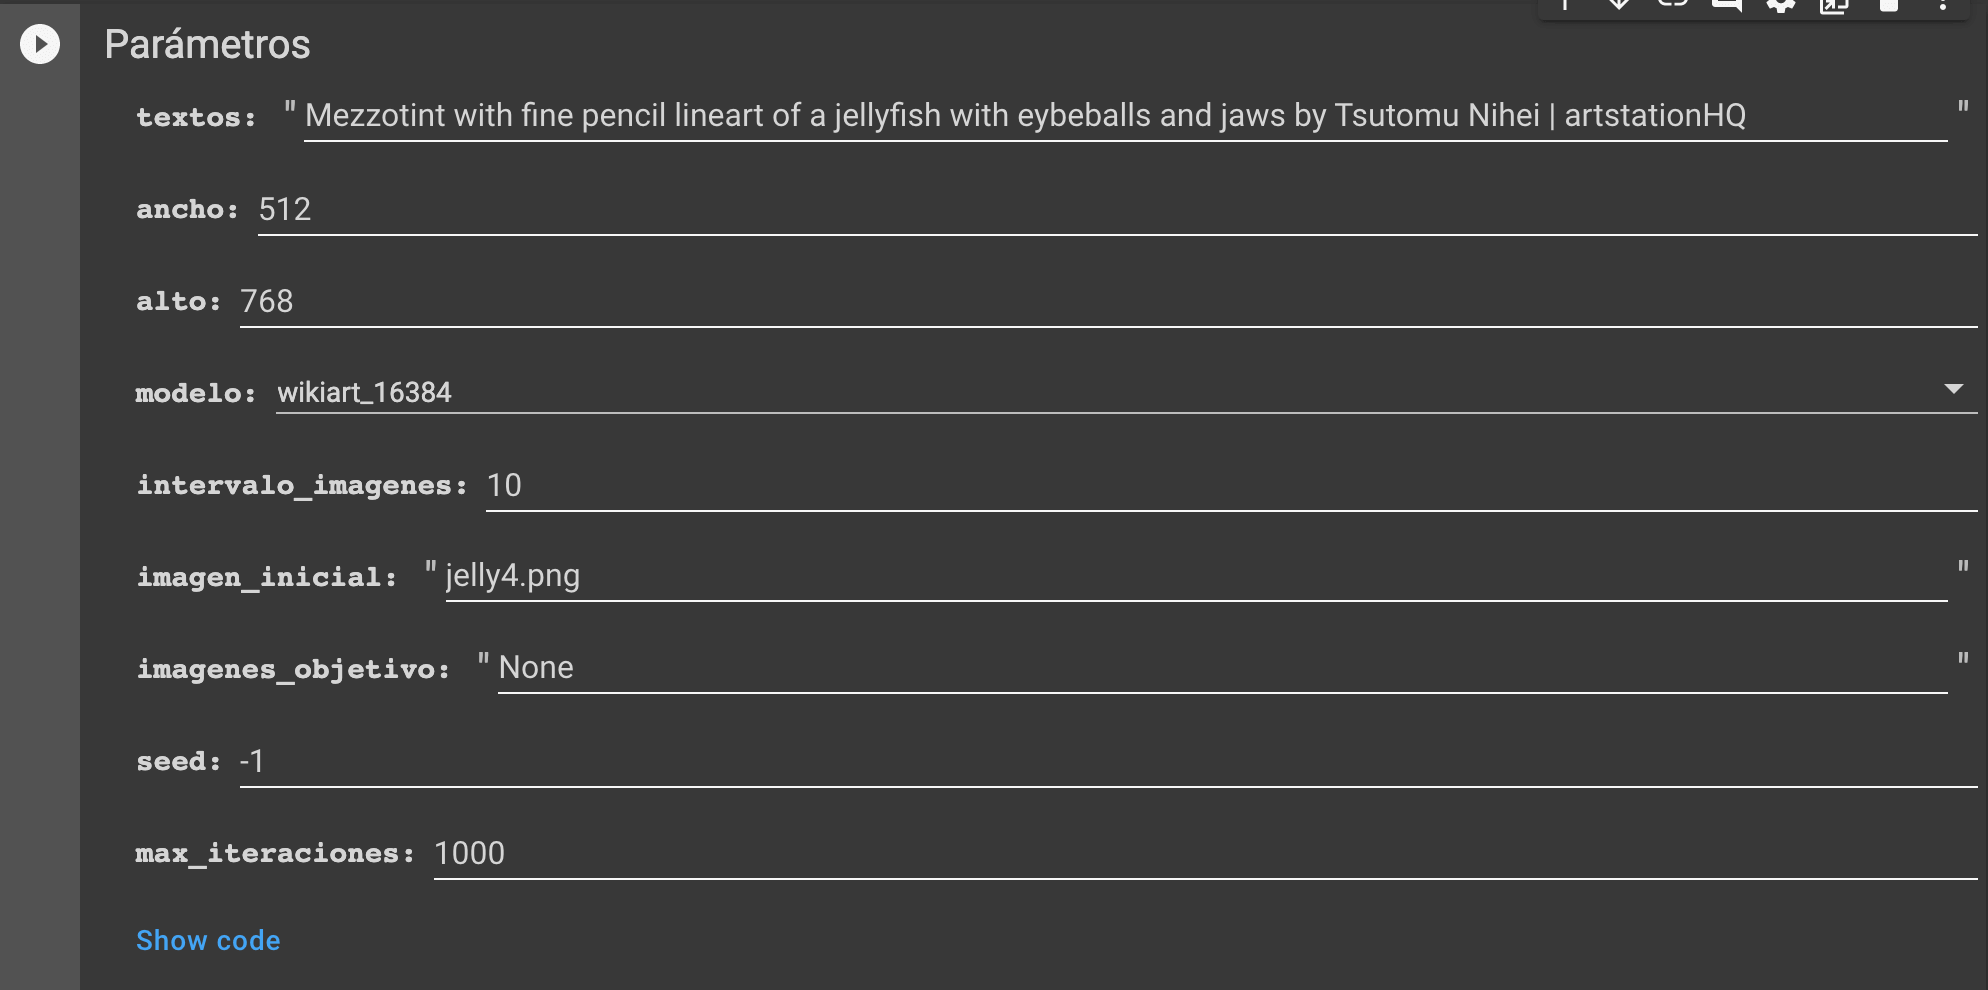 Parámetros
textos: " Mezzotint with fine pencil lineart of a jellyfish with eybeballs and jaws by Tsutomu Nihei | artstationHQ "
ancho: 512
alto: 768
modelo: wikiart_16384
intervalo_imagenes: 10
imagen_inicial: " jelly4.png "
imagenes_objetivo: " None "
seed: -1
max_iteraciones: 1000
Show code